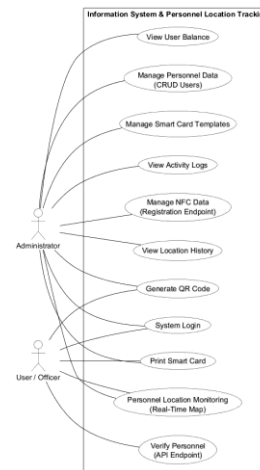 Information System & Personnel Location Tracki
View User Balance
Manage Personnel Data
(CRUD Users)
Manage Smart Card Templates
View Activity Logs
Manage NFC Data
(Registration Endpoint)
Administrator
View Location History
Generate QR Code
System Login
Print Smart Card
User / Officer
Personnel Location Monitoring
(Real-Time Map)
Verify Personnel
(API Endpoint)